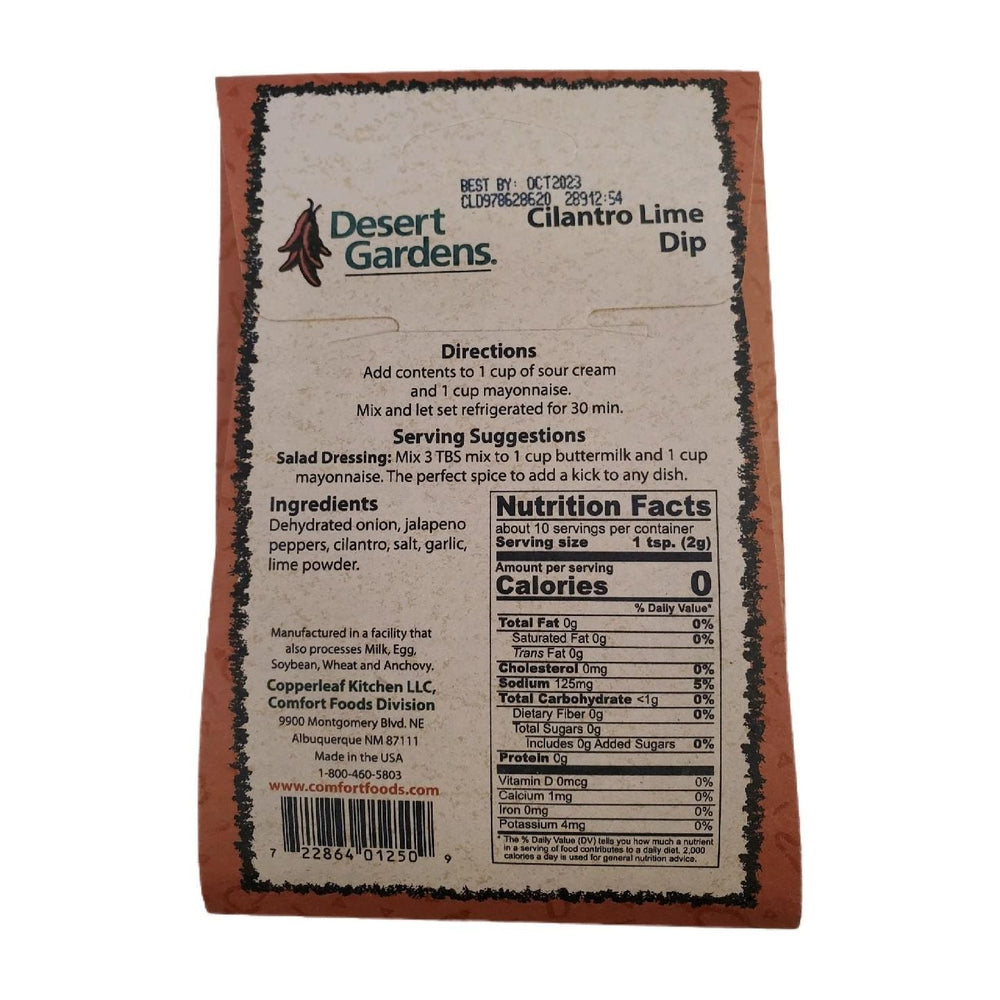 BEST BY: OCT2023
CLD978628620 28912:54
Desert
Gardens.
Cilantro Lime
Dip
Directions
Add contents to 1 cup of sour cream
and 1 cup mayonnaise.
Mix and let set refrigerated for 30 min.
Serving Suggestions
Salad Dressing: Mix 3 TBS mix to 1 cup buttermilk and 1 cup
mayonnaise. The perfect spice to add a kick to any dish.
Ingredients
Dehydrated onion, jalapeno
peppers, cilantro, salt, garlic,
lime powder.
Manufactured in a facility that
also processes Milk, Egg,
Soybean, Wheat and Anchovy.
Copperleaf Kitchen LLC,
Comfort Foods Division
9900 Montgomery Blvd. NE
Albuquerque NM 87111
Made in the USA
1-800-460-5803
www.comfortfoods.com
7 22864 01250 9
Nutrition Facts
about 10 servings per container
Serving size 1 tsp. (2g)
Amount per serving
Calories 0
% Daily Value*
Total Fat 0g 0%
Saturated Fat 0g 0%
Trans Fat 0g
Cholesterol 0mg 0%
Sodium 125mg 5%
Total Carbohydrate <1g 0%
Dietary Fiber 0g 0%
Total Sugars 0g
Includes 0g Added Sugars 0%
Protein 0g
Vitamin D 0mcg 0%
Calcium 1mg 0%
Iron 0mg 0%
Potassium 4mg 0%
* The % Daily Value (DV) tells you how much a nutrient
in a serving of food contributes to a daily diet. 2,000
calories a day is used for general nutrition advice.